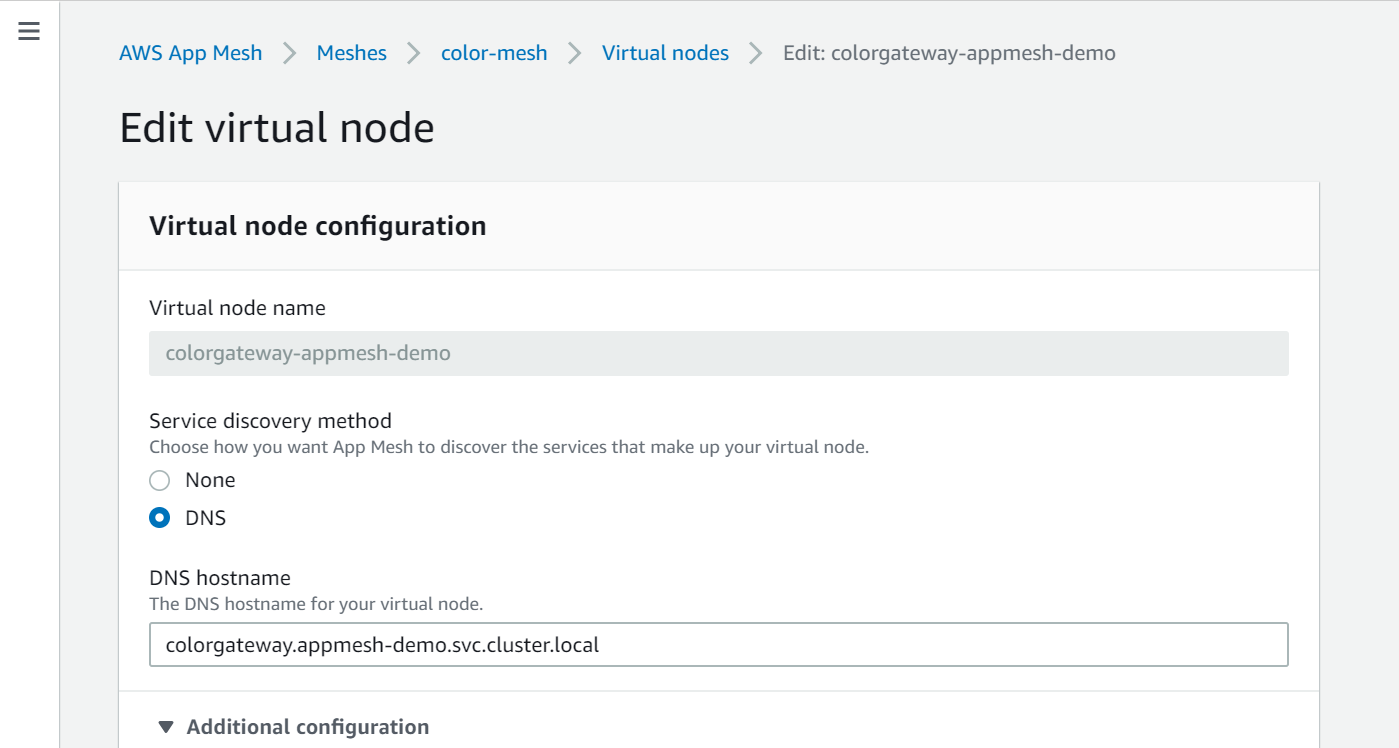 AWS App Mesh > Meshes > color-mesh > Virtual nodes > Edit: colorgateway-appmesh-demo
Edit virtual node
Virtual node configuration
Virtual node name
colorgateway-appmesh-demo
Service discovery method
Choose how you want App Mesh to discover the services that make up your virtual node.
None
DNS
DNS hostname
The DNS hostname for your virtual node.
colorgateway.appmesh-demo.svc.cluster.local
Additional configuration